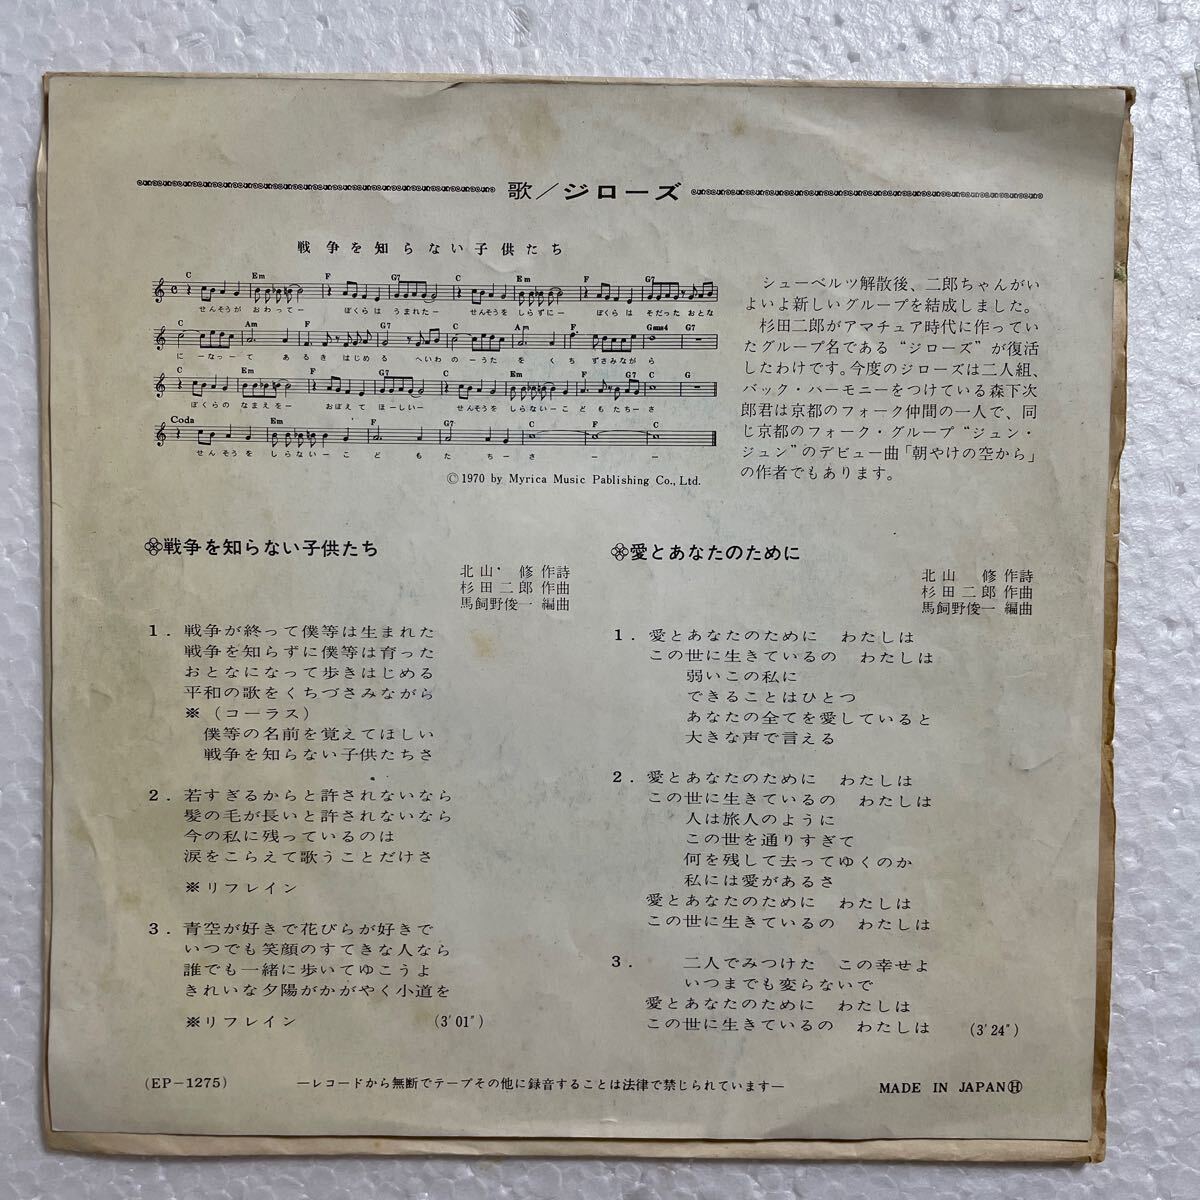 歌／ジローズ
戦争を知らない子供たち
C Em F G7 C Em F G7
せんそうが おわってー ぼくらは うまれたー せんそうを しらずにー ぼくらは そだった おとな
C Am F G7 C Am F Gsus4 G7
にーなっーて あるき はじめる へいわ のーうた を くち ずさみながら
C Em F G7 C Em F G7 C G
ぼくらの なまえをー おぼえて ほーしいー せんそうを しらないーこ どもたちーさ
Coda Em F G7 C F C
せんそうを しらないーこ ども た ち ー さ ー ー
Ⓒ1970 by Myrica Music Pablishing Co., Ltd.
シューベルツ解散後、二郎ちゃんがい
よいよ新しいグループを結成しました。
杉田二郎がアマチュア時代に作ってい
たグループ名である“ジローズ”が復活
したわけです。今度のジローズは二人組、
バック・ハーモニーをつけている森下次
郎君は京都のフォーク仲間の一人で、同
じ京都のフォーク・グループ“ジュン・
ジュン”のデビュー曲「朝やけの空から」
の作者でもあります。
戦争を知らない子供たち
北山 修 作詩
杉田二郎 作曲
馬飼野俊一 編曲
1．戦争が終って僕等は生まれた
戦争を知らずに僕等は育った
おとなになって歩きはじめる
平和の歌をくちづさみながら
※（コーラス）
僕等の名前を覚えてほしい
戦争を知らない子供たちさ
2．若すぎるからと許されないなら
髪の毛が長いと許されないなら
今の私に残っているのは
涙をこらえて歌うことだけさ
※リフレイン
3．青空が好きで花びらが好きで
いつでも笑顔のすてきな人なら
誰でも一緒に歩いてゆこうよ
きれいな夕陽がかがやく小道を
※リフレイン (3′01″)
愛とあなたのために
北山 修 作詩
杉田二郎 作曲
馬飼野俊一 編曲
1．愛とあなたのために わたしは
この世に生きているの わたしは
弱いこの私に
できることはひとつ
あなたの全てを愛していると
大きな声で言える
2．愛とあなたのために わたしは
この世に生きているの わたしは
人は旅人のように
この世を通りすぎて
何を残して去ってゆくのか
私には愛があるさ
愛とあなたのために わたしは
この世に生きているの わたしは
3． 二人でみつけた この幸せよ
いつまでも変らないで
愛とあなたのために わたしは
この世に生きているの わたしは (3′24″)
(EP－1275) ―レコードから無断でテープその他に録音することは法律で禁じられています― MADE IN JAPANⒽ